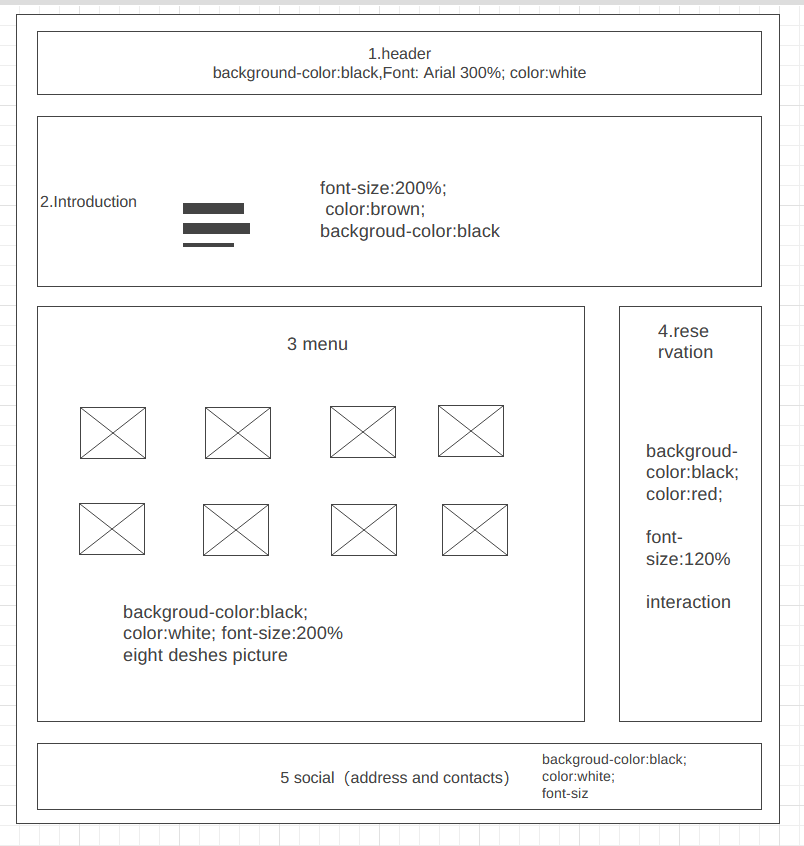 1.header
background-color:black,Font: Arial 300%; color:white
2.Introduction
font-size:200%;
color:brown;
backgroud-color:black
3 menu
backgroud-color:black;
color:white; font-size:200%
eight deshes picture
4.rese
rvation
backgroud-
color:black;
color:red;
font-
size:120%
interaction
5 social（address and contacts）
backgroud-color:black;
color:white;
font-siz